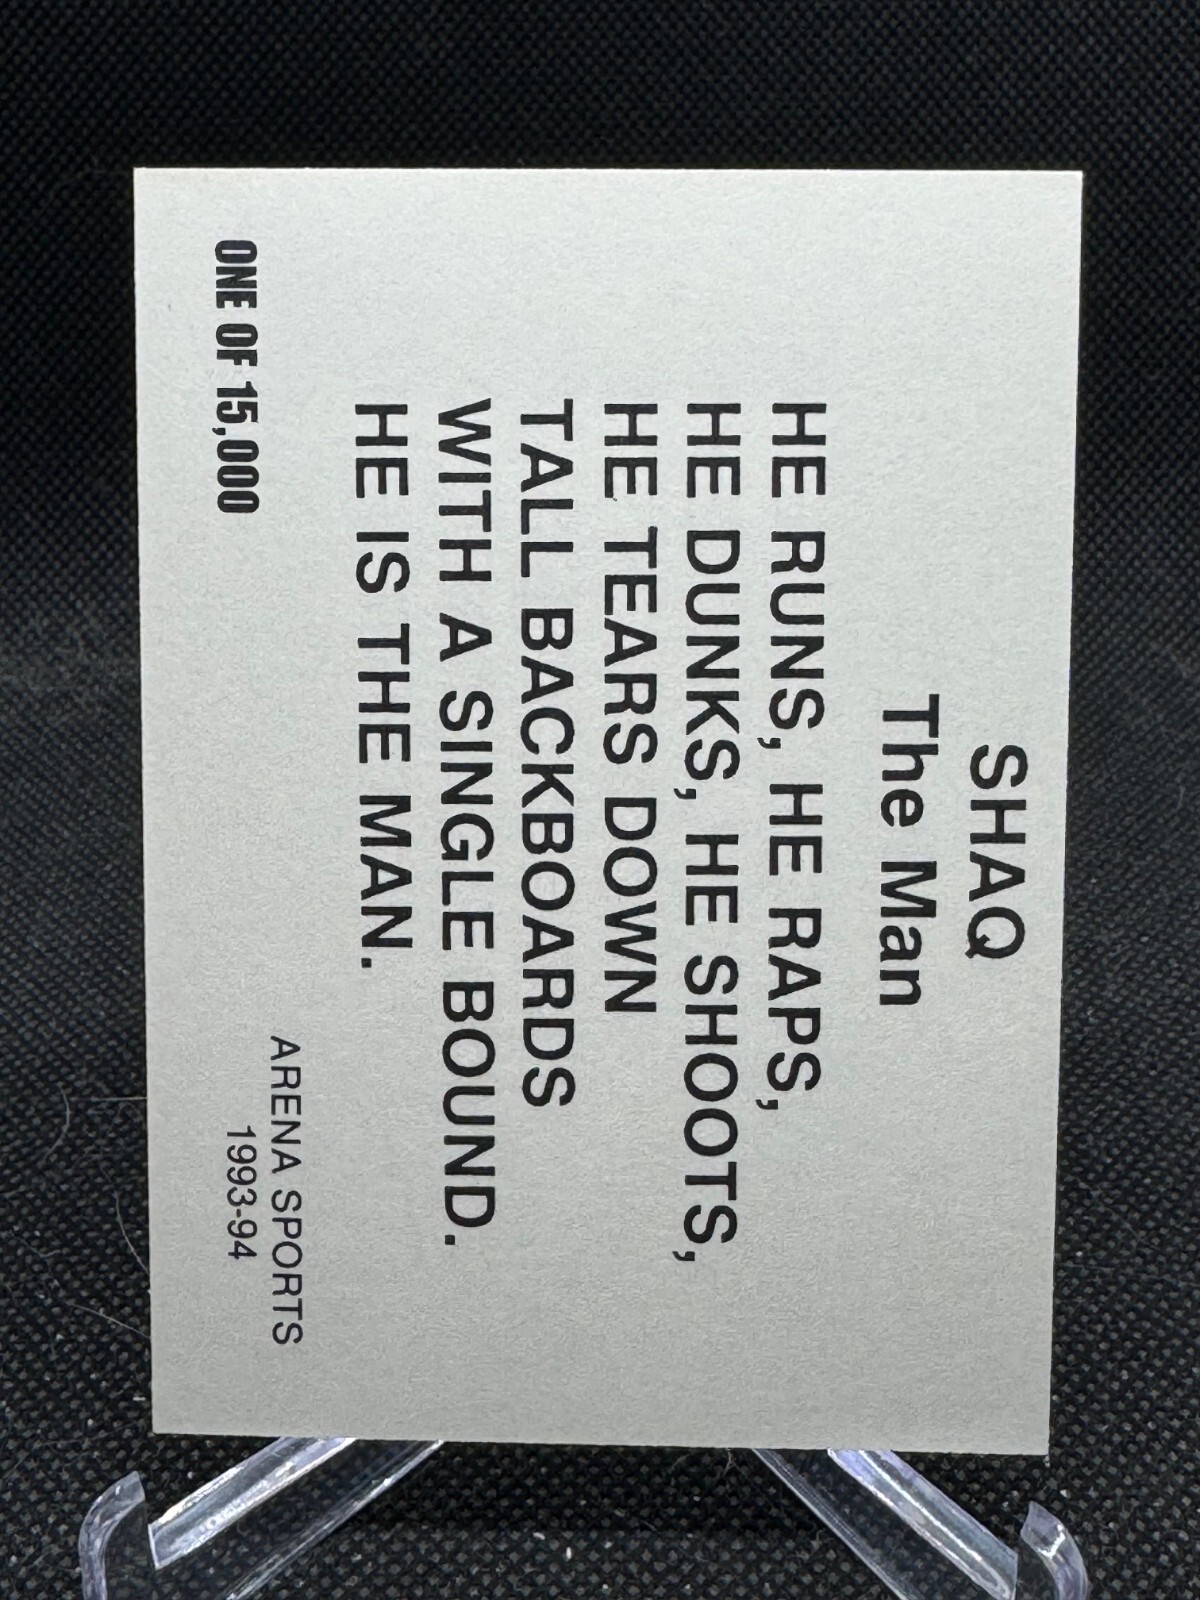 SHAQ
The Man
HE RUNS, HE RAPS,
HE DUNKS, HE SHOOTS,
HE TEARS DOWN
TALL BACKBOARDS
WITH A SINGLE BOUND.
HE IS THE MAN.
ARENA SPORTS
1993-94
ONE OF 15,000